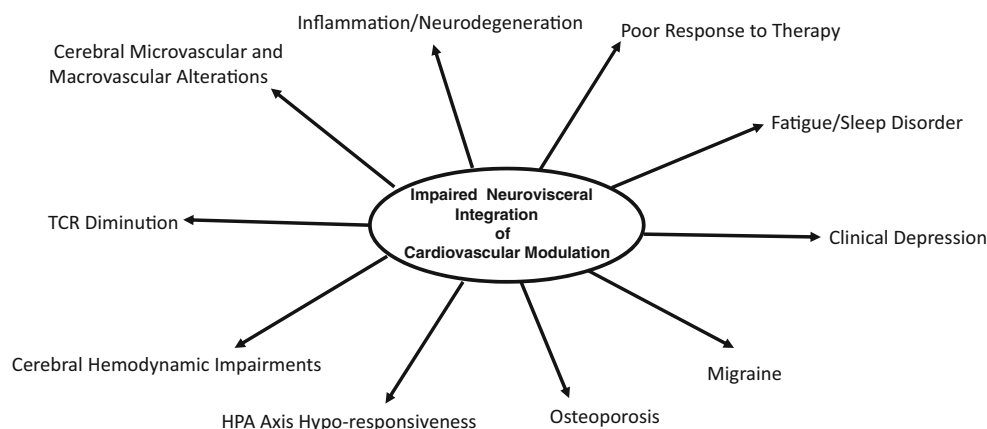 Inflammation/Neurodegeneration
Poor Response to Therapy
Cerebral Microvascular and
Macrovascular Alterations
Fatigue/Sleep Disorder
Impaired Neurovisceral
Integration
of
Cardiovascular Modulation
TCR Diminution
Clinical Depression
Cerebral Hemodynamic Impairments
Migraine
HPA Axis Hypo-responsiveness
Osteoporosis